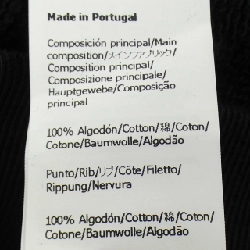 Made in Portugal
Composición principal/Main
composition/メインファブリック/
Composition principal/
Composizione principale/
Hauptgewebe/Composição
principal
100% Algodón/Cotton/綿/Coton/
Cotone/Baumwolle/Algodão
Punto/Rib/リブ/Côte/Filetto/
Rippung/Nervura
100% Algodón/Cotton/綿/Coton/
Cotone/Baumwolle/Algodão